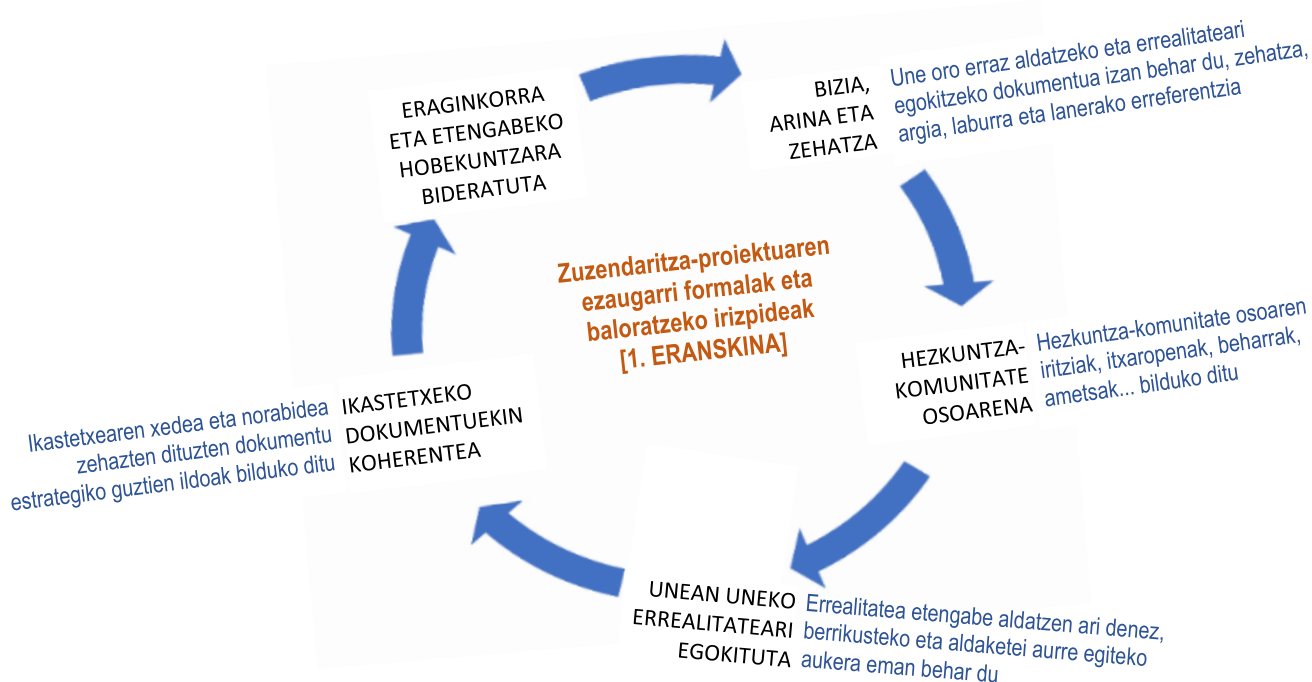 ERAGINKORRA
ETA ETENGABEKO
HOBEKUNTZARA
BIDERATUTA
BIZIA,
ARINA ETA
ZEHATZA
Une oro erraz aldatzeko eta errealitateari
egokitzeko dokumentua izan behar du, zehatza,
argia, laburra eta lanerako erreferentzia
Zuzendaritza-proiektuaren
ezaugarri formalak eta
baloratzeko irizpideak
[1. ERANSKINA]
HEZKUNTZA-
KOMUNITATE
OSOARENA
Hezkuntza-komunitate osoaren
iritziak, itxaropenak, beharrak,
ametsak... bilduko ditu
Ikastetxearen xedea eta norabidea
zehazten dituzten dokumentu
estrategiko guztien ildoak bilduko ditu
IKASTETXEKO
DOKUMENTUEKIN
KOHERENTEA
UNEAN UNEKO
ERREALITATEARI
EGOKITUTA
Errealitatea etengabe aldatzen ari denez,
berrikusteko eta aldaketei aurre egiteko
aukera eman behar du